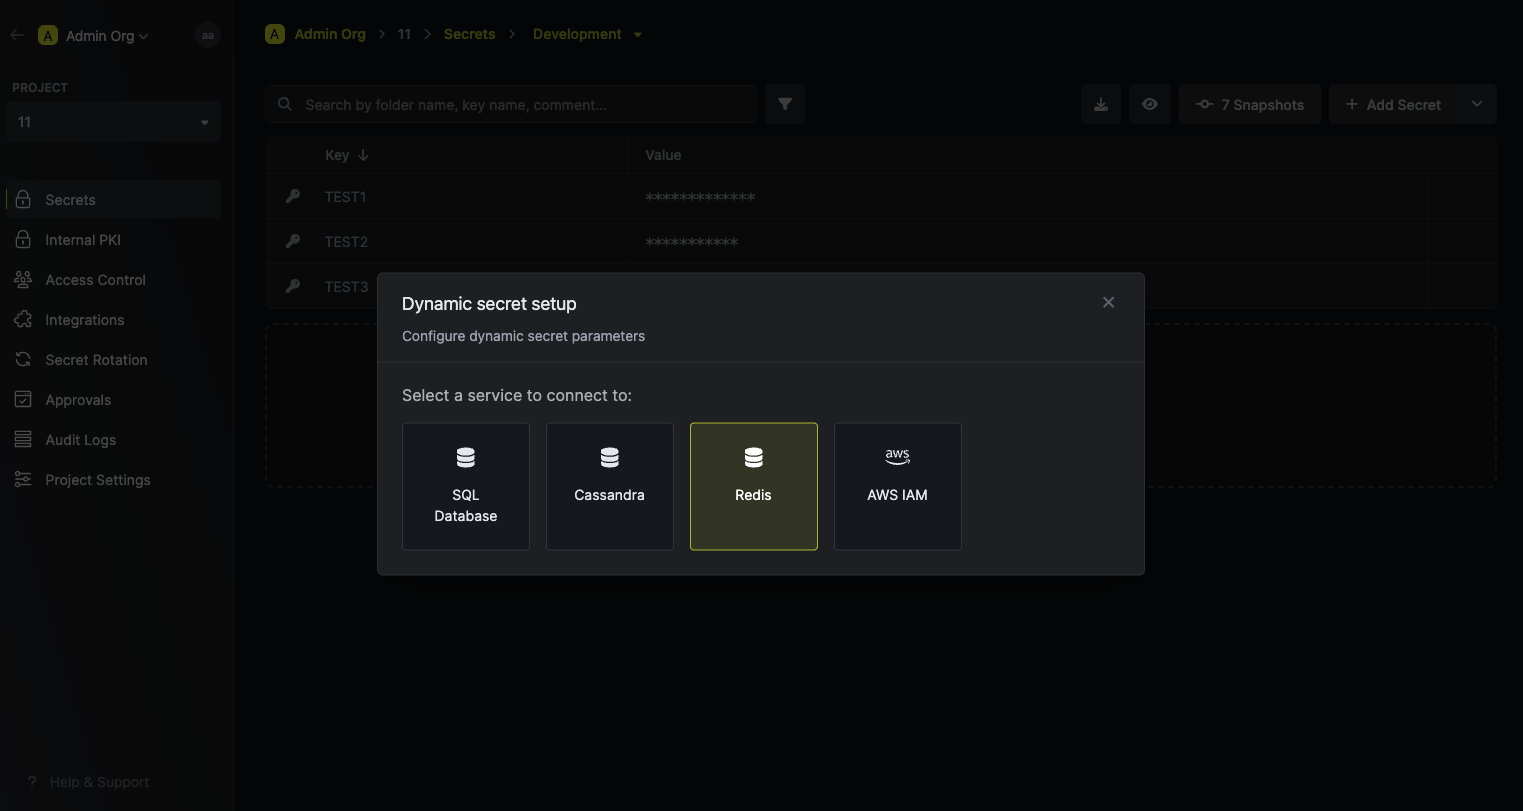 A Admin Org aa
PROJECT
11
Secrets
Internal PKI
Access Control
Integrations
Secret Rotation
Approvals
Audit Logs
Project Settings
? Help & Support
A Admin Org > 11 > Secrets > Development
Search by folder name, key name, comment...
7 Snapshots
+ Add Secret
Key ↓ Value
TEST1 *************
TEST2 ***********
TEST3
Dynamic secret setup
Configure dynamic secret parameters
Select a service to connect to:
SQL
Database
Cassandra
Redis
aws
AWS IAM